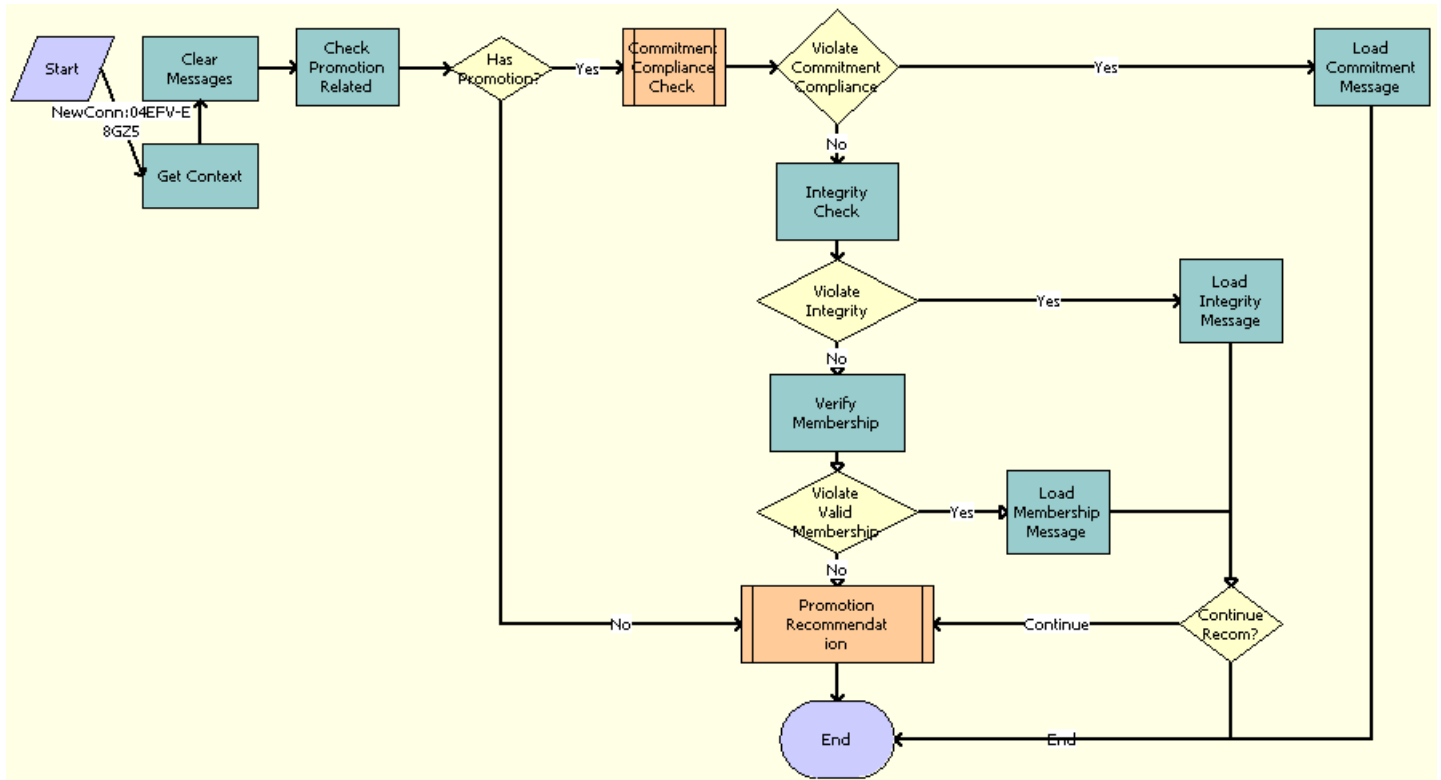 Start
NewConn:04EFV-E
8GZ5
Clear
Messages
Get Context
Check
Promotion
Related
Has
Promotion?
Yes
Commitment
Compliance
Check
Violate
Commitment
Compliance
Yes
Load
Commitment
Message
No
Integrity
Check
Violate
Integrity
Yes
Load
Integrity
Message
No
Verify
Membership
Violate
Valid
Membership
Yes
Load
Membership
Message
No
No
Promotion
Recommendat
ion
Continue
Continue
Recom?
End
End